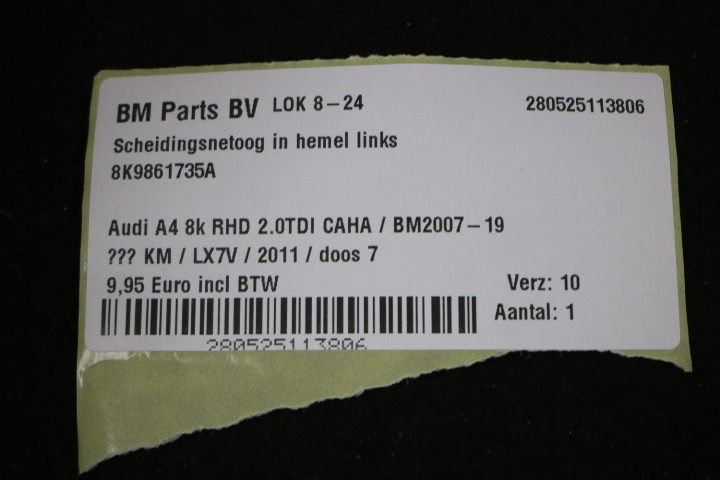 BM Parts BV LOK 8-24 280525113806
Scheidingsnetoog in hemel links
8K9861735A
Audi A4 8k RHD 2.0TDI CAHA / BM2007-19
??? KM / LX7V / 2011 / doos 7
9,95 Euro incl BTW Verz: 10
Aantal: 1
280525113806